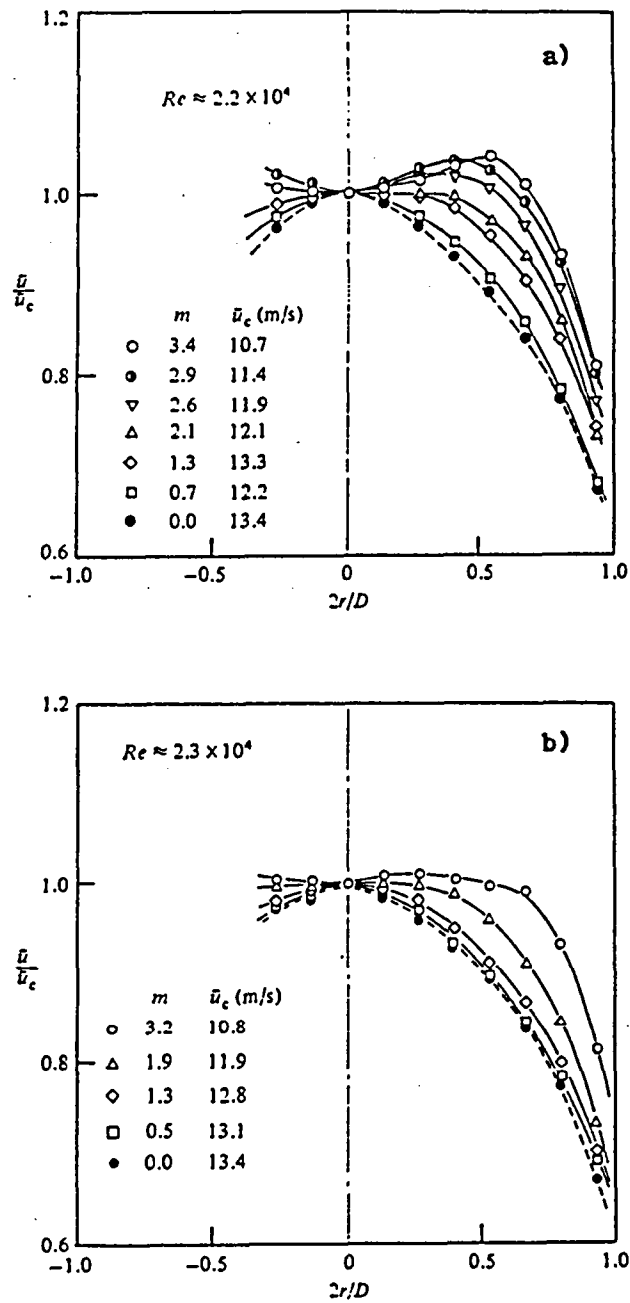 1.2
a)
Re ≈ 2.2 × 10⁴
1.0
ū
ū_c
m ū_c (m/s)
3.4 10.7
2.9 11.4
2.6 11.9
0.8
2.1 12.1
1.3 13.3
0.7 12.2
0.0 13.4
0.6
−1.0 −0.5 0 0.5 1.0
2r/D
1.2
b)
Re ≈ 2.3 × 10⁴
1.0
ū
ū_c
m ū_c (m/s)
3.2 10.8
1.9 11.9
0.8
1.3 12.8
0.5 13.1
0.0 13.4
0.6
−1.0 −0.5 0 0.5 1.0
2r/D